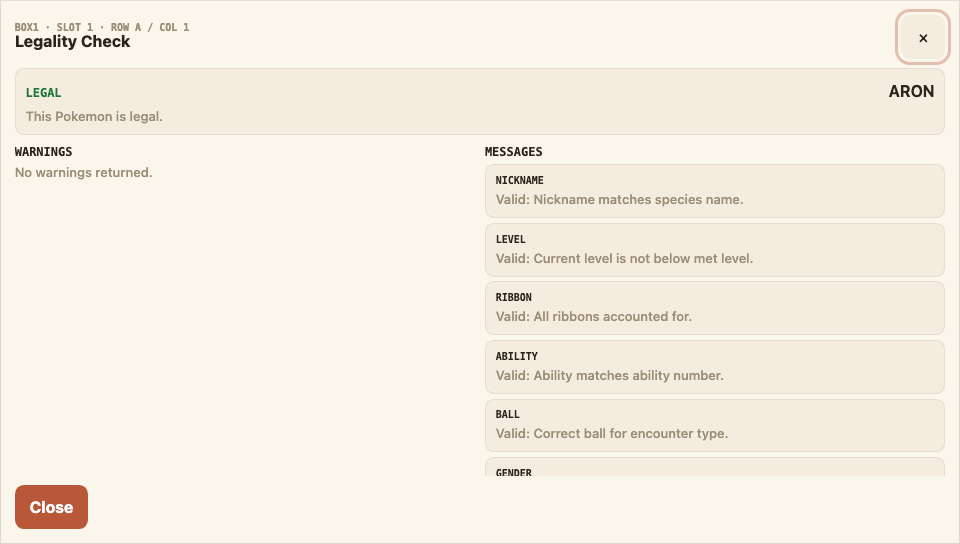 BOX1 · SLOT 1 · ROW A / COL 1
Legality Check
×
LEGAL
ARON
This Pokemon is legal.
WARNINGS
No warnings returned.
MESSAGES
NICKNAME
Valid: Nickname matches species name.
LEVEL
Valid: Current level is not below met level.
RIBBON
Valid: All ribbons accounted for.
ABILITY
Valid: Ability matches ability number.
BALL
Valid: Correct ball for encounter type.
GENDER
Close